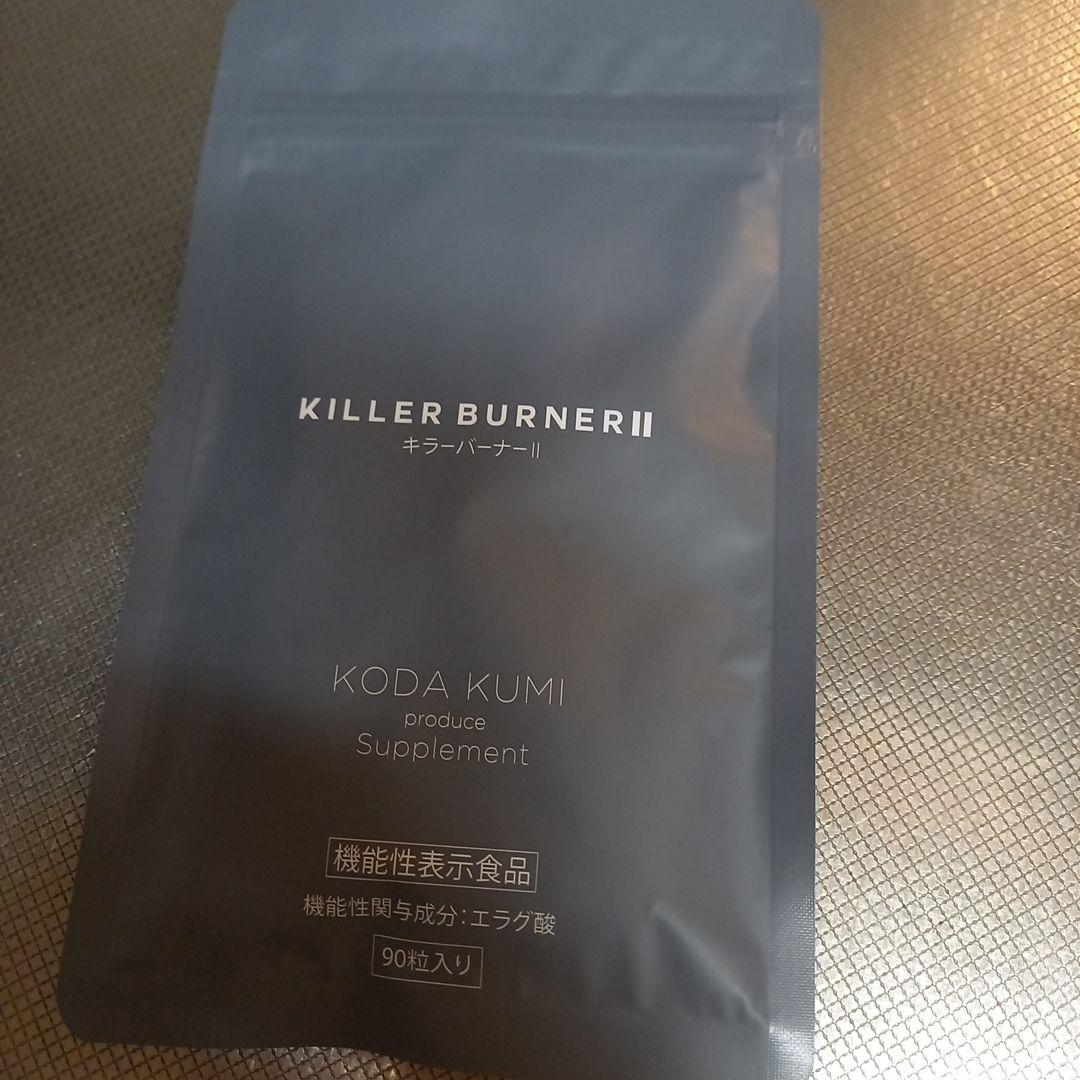 KILLER BURNERⅡ
キラーバーナーⅡ
KODA KUMI
produce
Supplement
機能性表示食品
機能性関与成分：エラグ酸
90粒入り